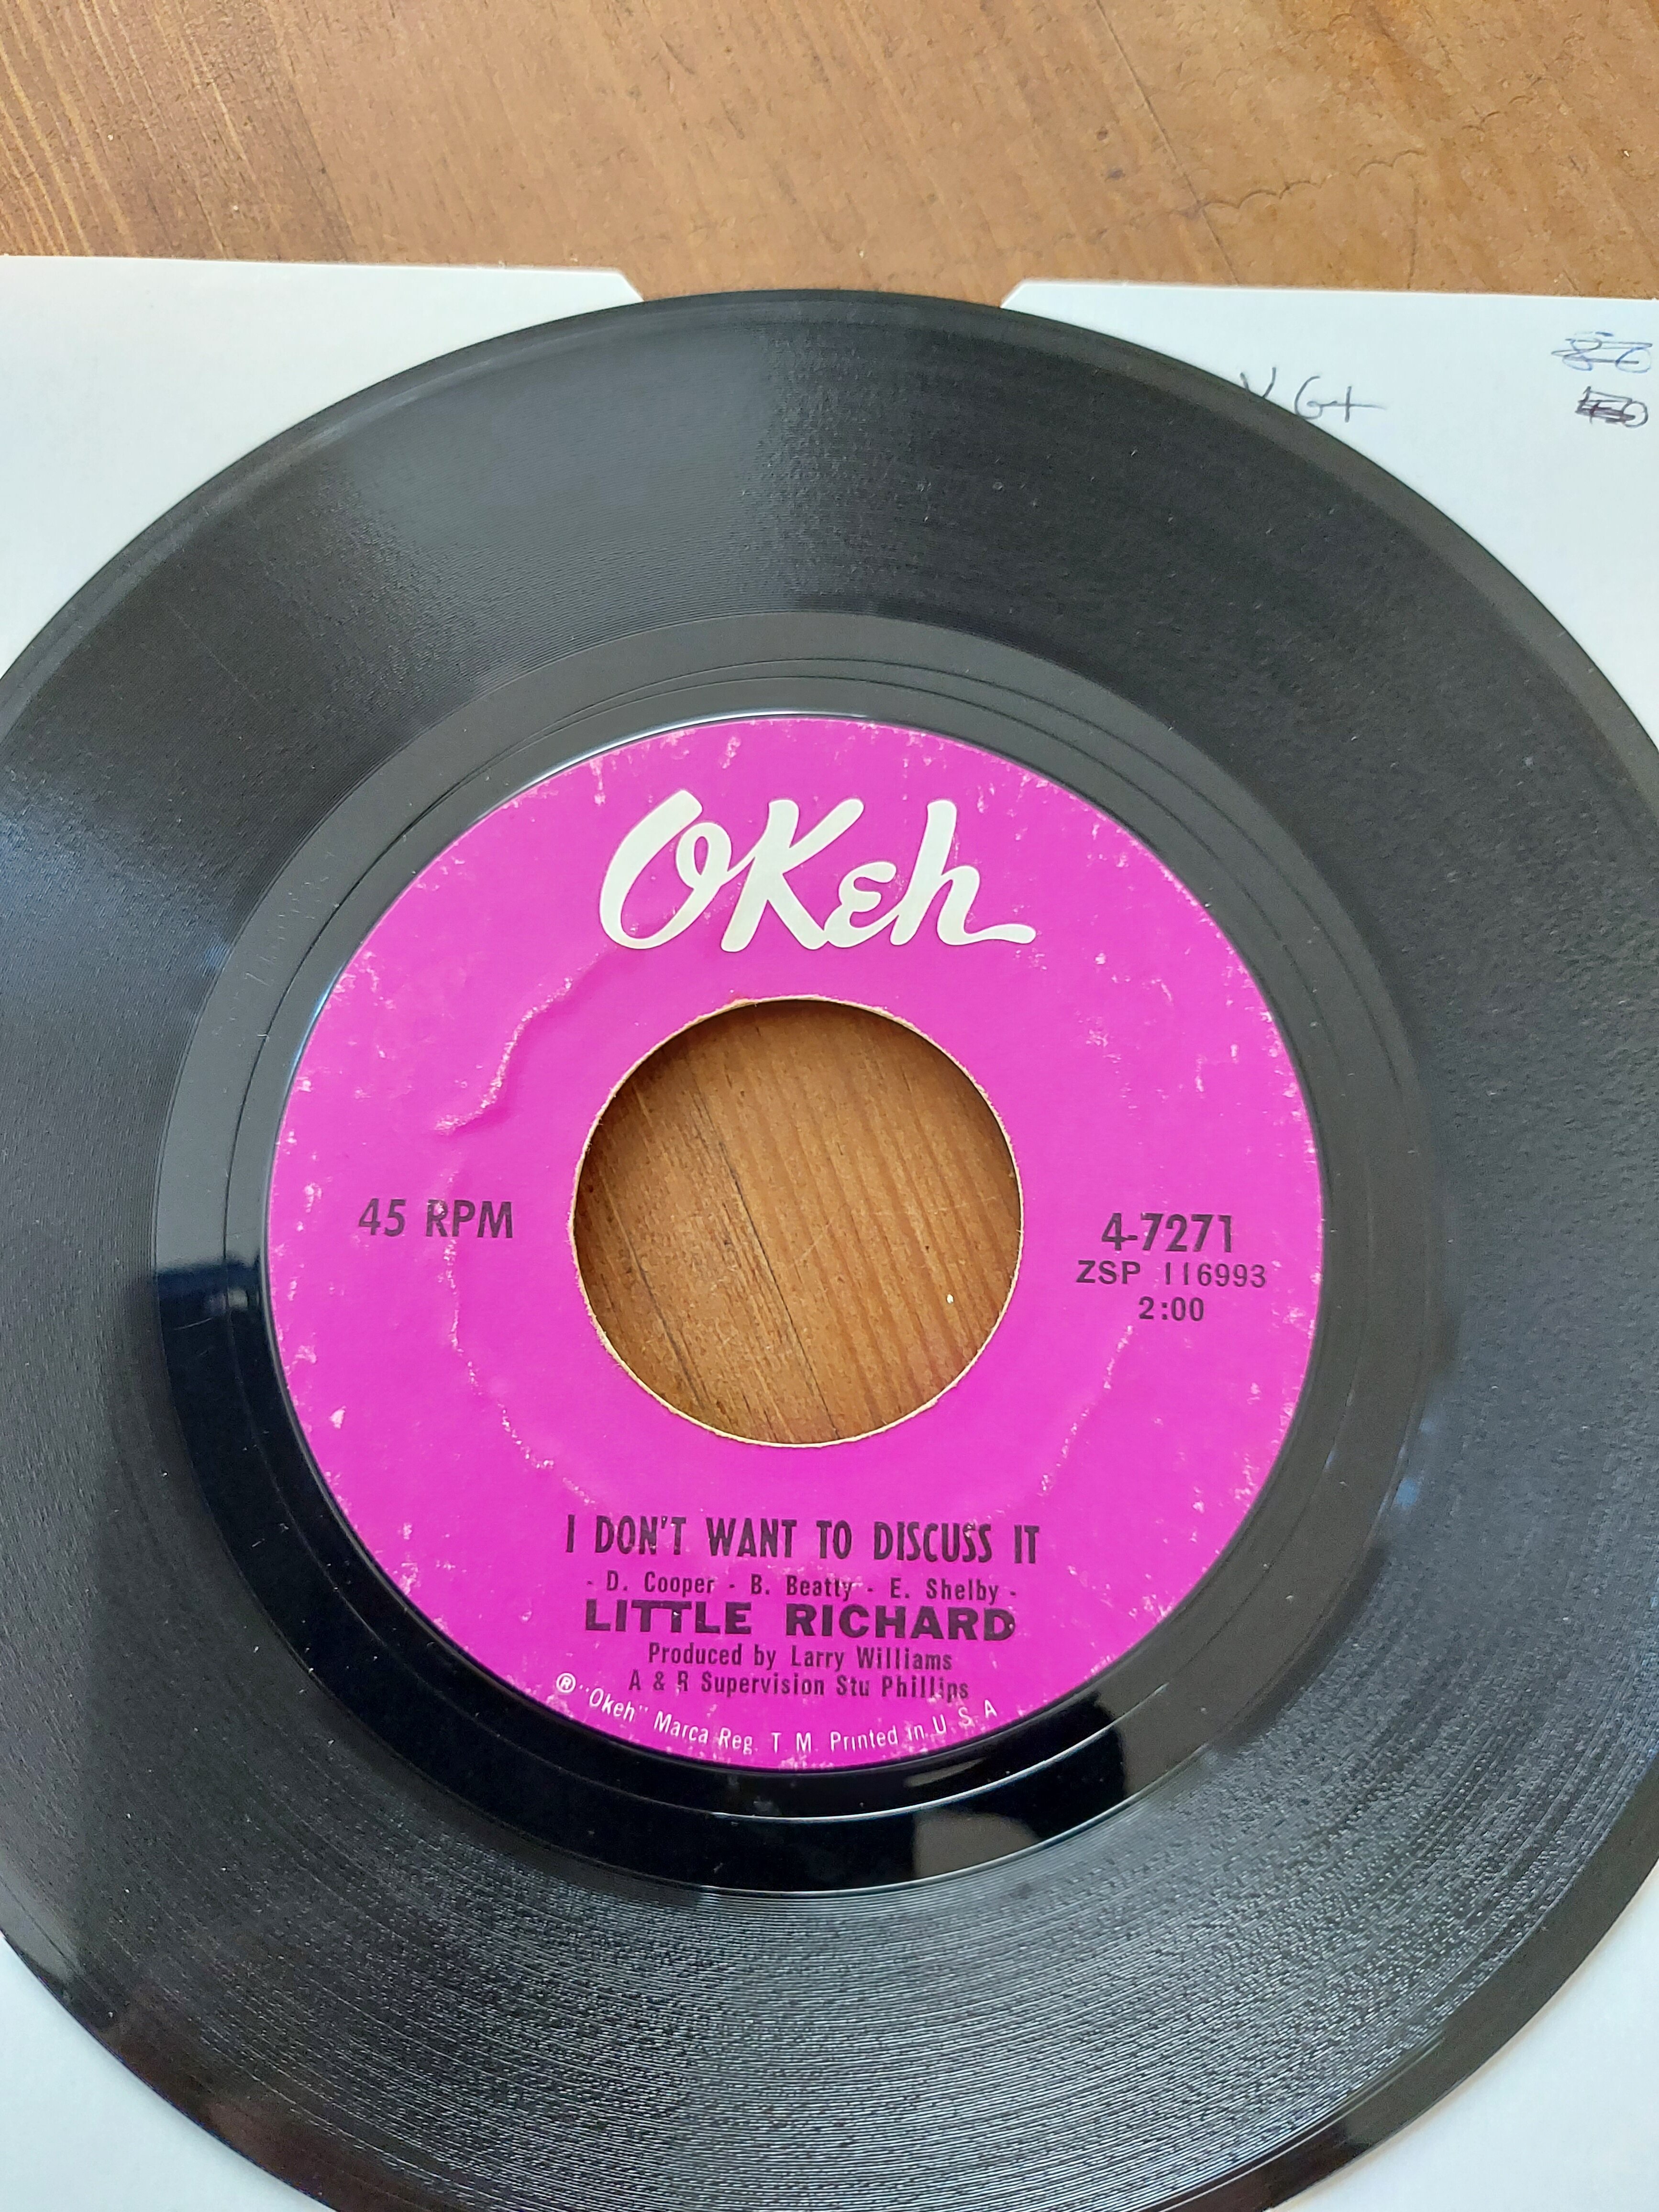 VG+
OKeh
45 RPM
4-7271
ZSP 116993
2:00
I DON'T WANT TO DISCUSS IT
- D. Cooper - B. Beatty - E. Shelby -
LITTLE RICHARD
Produced by Larry Williams
A & R Supervision Stu Phillips
® "Okeh" Marca Reg. T M. Printed in U S A